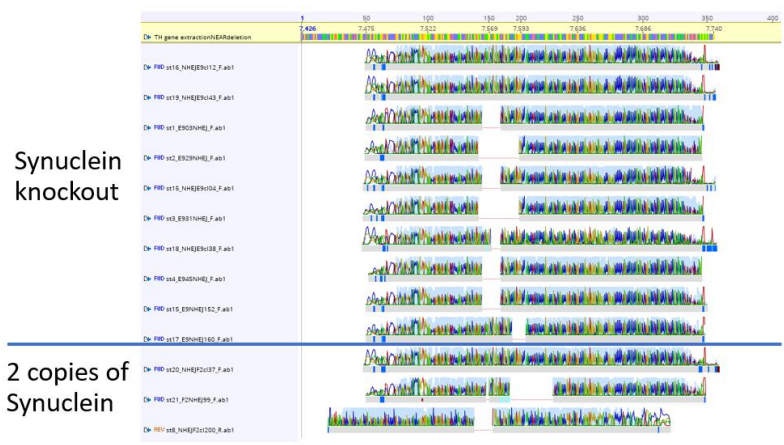 1 50 100 150 200 250 300 350 400
7,426 7,475 7,522 7,569 7,593 7,636 7,686 7,740
TH gene extractionNEARdeletion
FWD st16_NHEJE9cl12_F.ab1
FWD st19_NHEJE9cl43_F.ab1
FWD st1_E903NHEJ_F.ab1
FWD st2_E929NHEJ_F.ab1
Synuclein
knockout
FWD st16_NHEJE9cl04_F.ab1
FWD st3_E931NHEJ_F.ab1
FWD st18_NHEJE9cl38_F.ab1
FWD st4_E945NHEJ_F.ab1
FWD st15_E9NHEJ152_F.ab1
FWD st17_E9NHEJ160_F.ab1
2 copies of
Synuclein
FWD st20_NHEJF2cl37_F.ab1
FWD st21_F2NHEJ99_F.ab1
REV st8_NHEJF2cl200_R.ab1